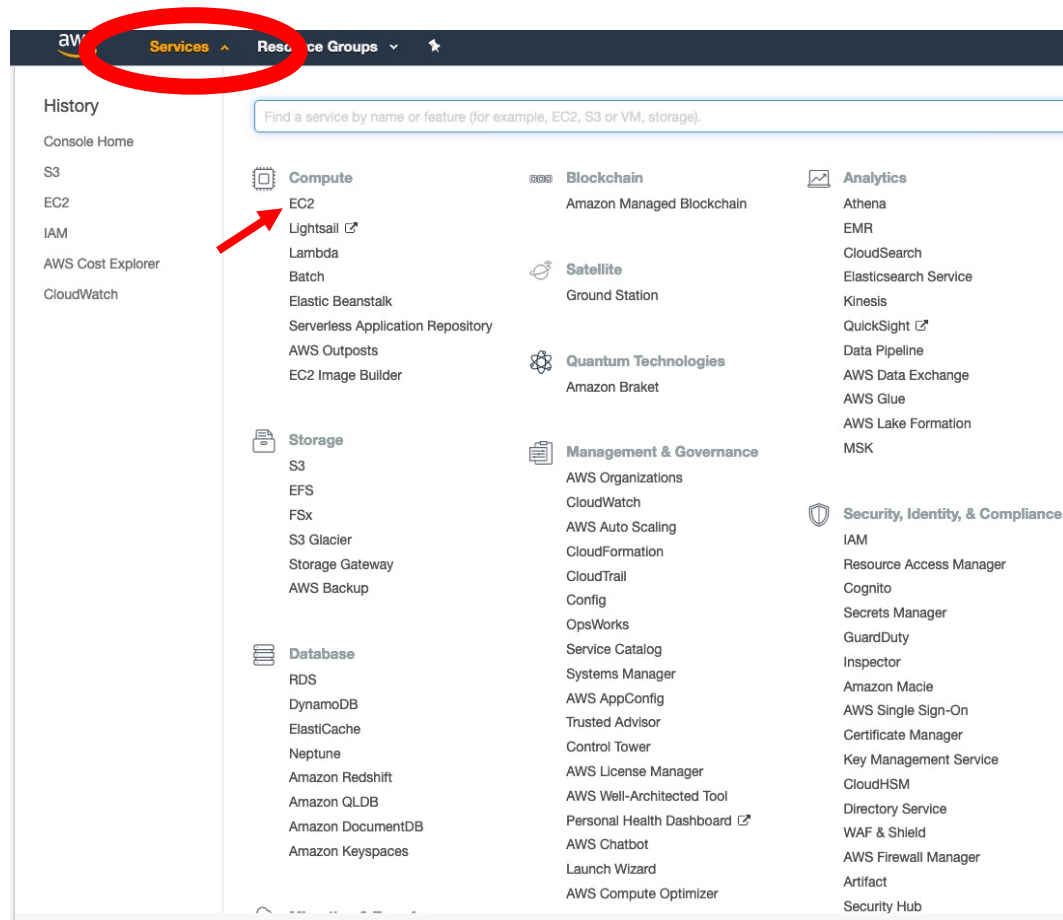 Services
Resource Groups
History
Console Home
S3
EC2
IAM
AWS Cost Explorer
CloudWatch
Find a service by name or feature (for example, EC2, S3 or VM, storage).
Compute
EC2
Lightsail
Lambda
Batch
Elastic Beanstalk
Serverless Application Repository
AWS Outposts
EC2 Image Builder
Storage
S3
EFS
FSx
S3 Glacier
Storage Gateway
AWS Backup
Database
RDS
DynamoDB
ElastiCache
Neptune
Amazon Redshift
Amazon QLDB
Amazon DocumentDB
Amazon Keyspaces
Blockchain
Amazon Managed Blockchain
Satellite
Ground Station
Quantum Technologies
Amazon Braket
Management & Governance
AWS Organizations
CloudWatch
AWS Auto Scaling
CloudFormation
CloudTrail
Config
OpsWorks
Service Catalog
Systems Manager
AWS AppConfig
Trusted Advisor
Control Tower
AWS License Manager
AWS Well-Architected Tool
Personal Health Dashboard
AWS Chatbot
Launch Wizard
AWS Compute Optimizer
Analytics
Athena
EMR
CloudSearch
Elasticsearch Service
Kinesis
QuickSight
Data Pipeline
AWS Data Exchange
AWS Glue
AWS Lake Formation
MSK
Security, Identity, & Compliance
IAM
Resource Access Manager
Cognito
Secrets Manager
GuardDuty
Inspector
Amazon Macie
AWS Single Sign-On
Certificate Manager
Key Management Service
CloudHSM
Directory Service
WAF & Shield
AWS Firewall Manager
Artifact
Security Hub